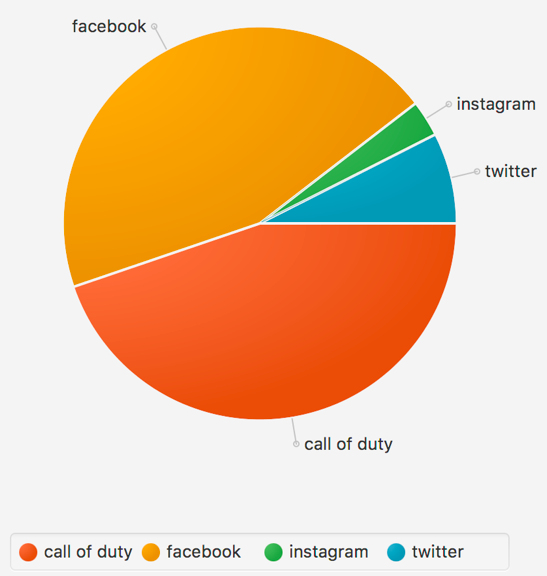 facebook
instagram
twitter
call of duty
call of duty facebook instagram twitter